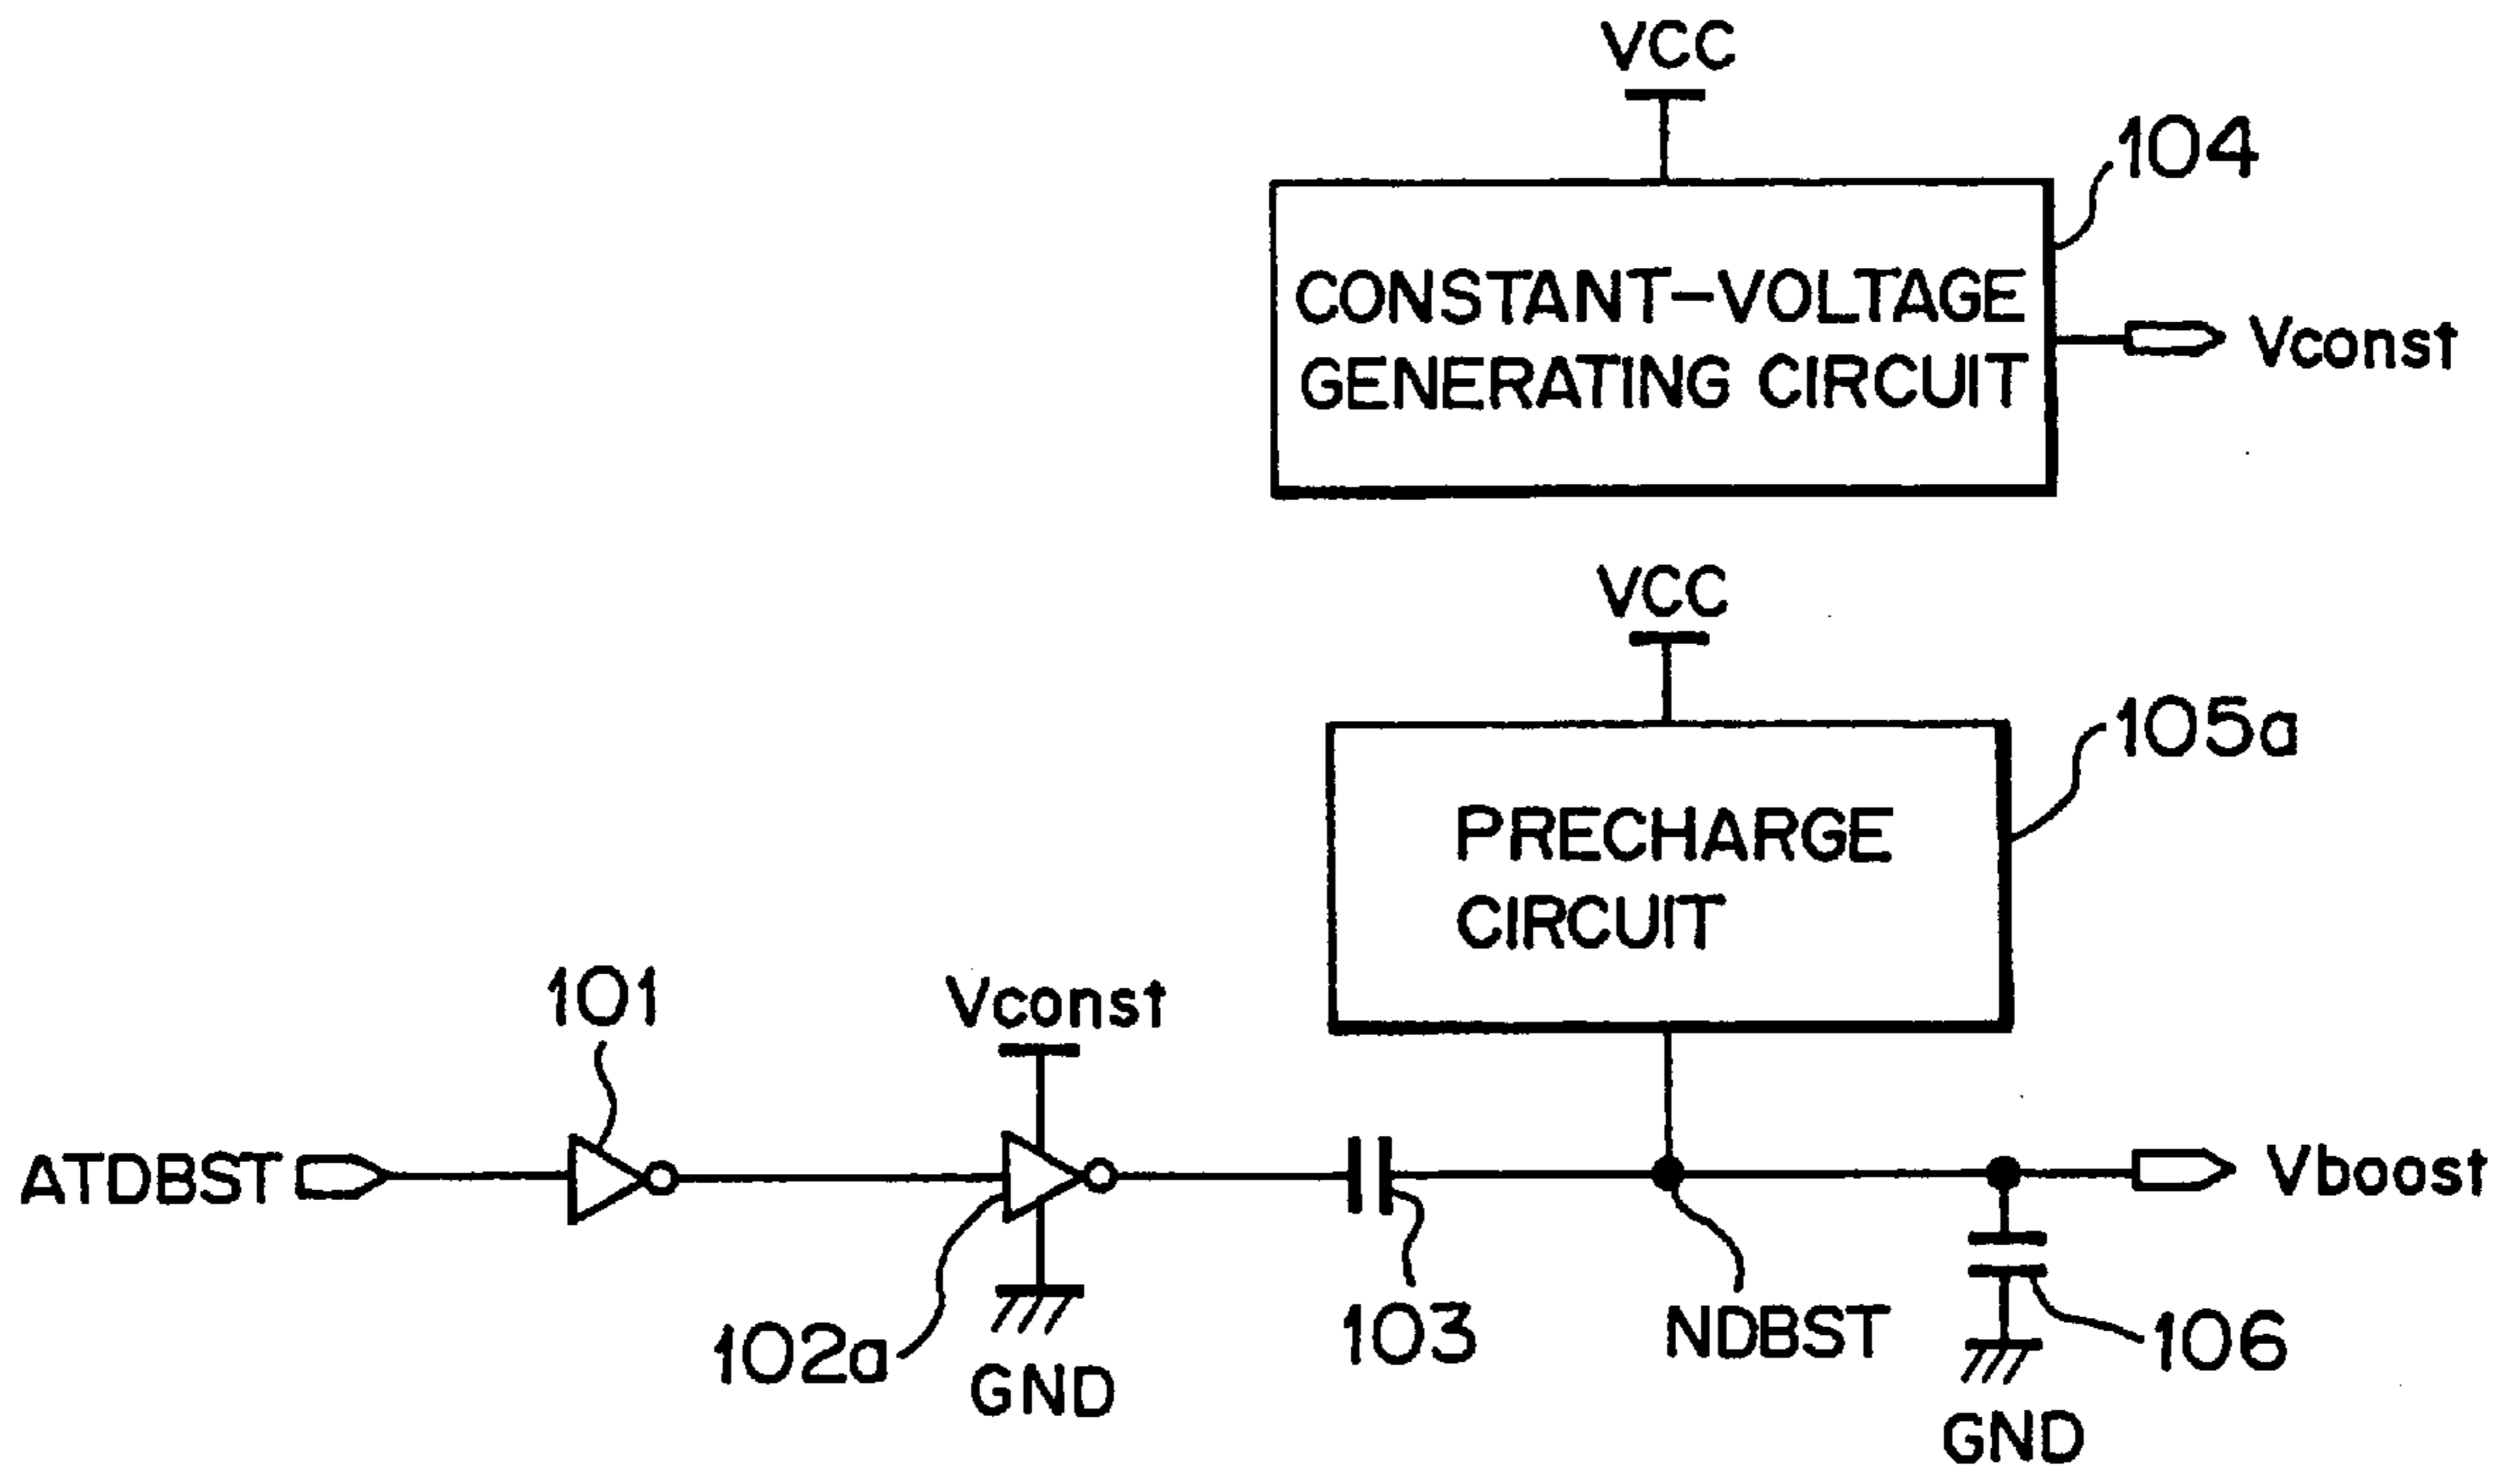 VCC
104
CONSTANT-VOLTAGE
GENERATING CIRCUIT
Vconst
VCC
105a
PRECHARGE
CIRCUIT
101
Vconst
ATDBST
Vboost
102a
GND
103
NDBST
106
GND